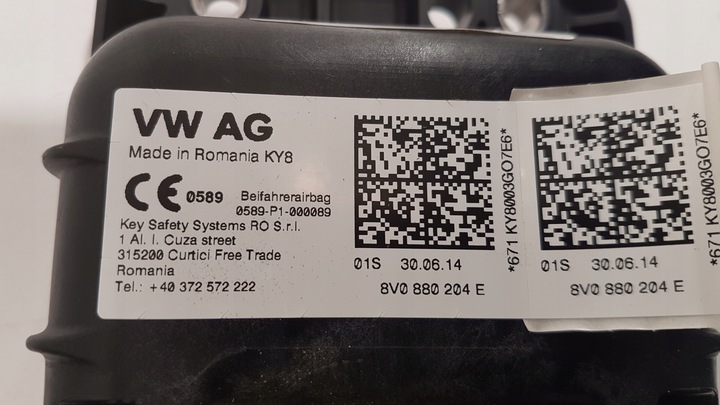 VW AG
Made in Romania KY8
CE 0589 Beifahrerairbag
0589-P1-000089
Key Safety Systems RO S.r.l.
1 Al. I. Cuza street
315200 Curtici Free Trade
Romania
Tel.: +40 372 572 222
01S 30.06.14
8V0 880 204 E
*671 KY8003GO7E6*
01S 30.06.14
8V0 880 204 E
*671 KY8003GO7E6*